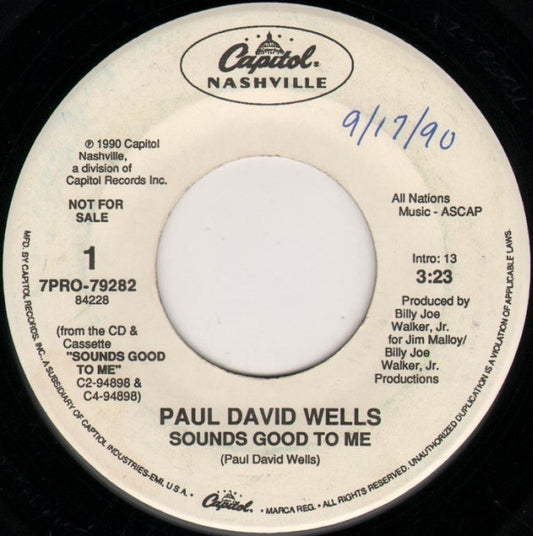 Capitol®
NASHVILLE
9/17/90
℗ 1990 Capitol
Nashville,
a division of
Capitol Records Inc.
NOT FOR
SALE
1
7PRO-79282
84228
(from the CD &
Cassette
"SOUNDS GOOD
TO ME"
C2-94898 &
C4-94898)
All Nations
Music - ASCAP
Intro: 13
3:23
Produced by
Billy Joe
Walker, Jr.
for Jim Malloy/
Billy Joe
Walker, Jr.
Productions
PAUL DAVID WELLS
SOUNDS GOOD TO ME
(Paul David Wells)
MFD. BY CAPITOL RECORDS, INC., A SUBSIDIARY OF CAPITOL INDUSTRIES-EMI, U.S.A. • Capitol® • MARCA REG. • ALL RIGHTS RESERVED. UNAUTHORIZED DUPLICATION IS A VIOLATION OF APPLICABLE LAWS.